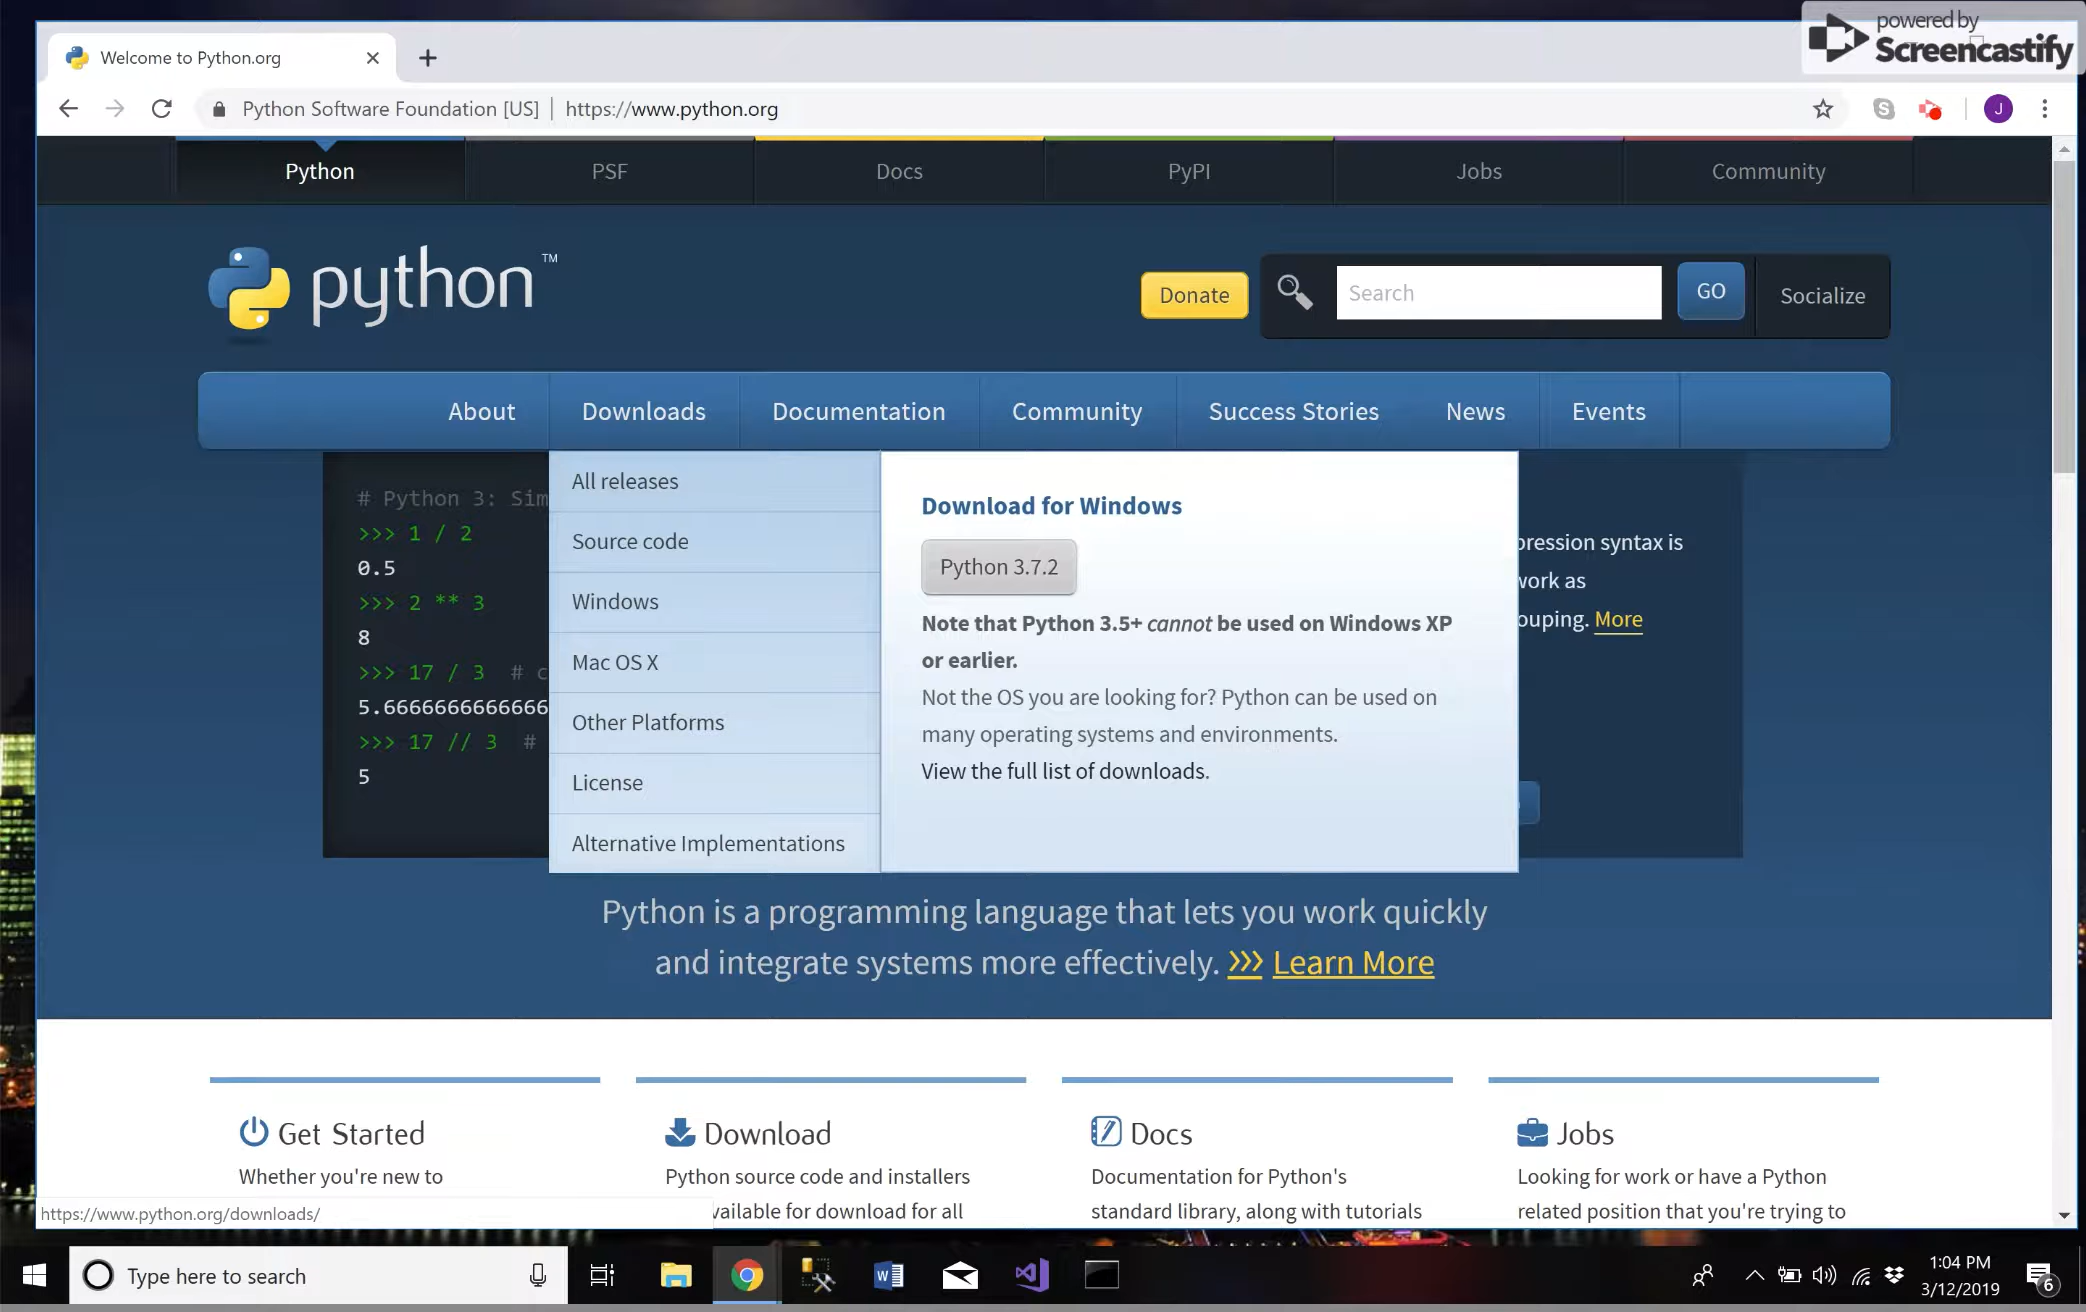 powered by
Screencastify
Welcome to Python.org
Python Software Foundation [US] | https://www.python.org
J
Python
PSF
Docs
PyPI
Jobs
Community
python™
Donate
Search
GO
Socialize
About
Downloads
Documentation
Community
Success Stories
News
Events
# Python 3: Sim
>>> 1 / 2
0.5
>>> 2 ** 3
8
>>> 17 / 3 # c
5.6666666666666
>>> 17 // 3 #
5
All releases
Source code
Windows
Mac OS X
Other Platforms
License
Alternative Implementations
Download for Windows
Python 3.7.2
Note that Python 3.5+ cannot be used on Windows XP
or earlier.
Not the OS you are looking for? Python can be used on
many operating systems and environments.
View the full list of downloads.
pression syntax is
work as
ouping. More
Python is a programming language that lets you work quickly
and integrate systems more effectively. >>> Learn More
Get Started
Whether you're new to
Download
Python source code and installers
vailable for download for all
Docs
Documentation for Python's
standard library, along with tutorials
Jobs
Looking for work or have a Python
related position that you're trying to
https://www.python.org/downloads/
Type here to search
1:04 PM
3/12/2019
6